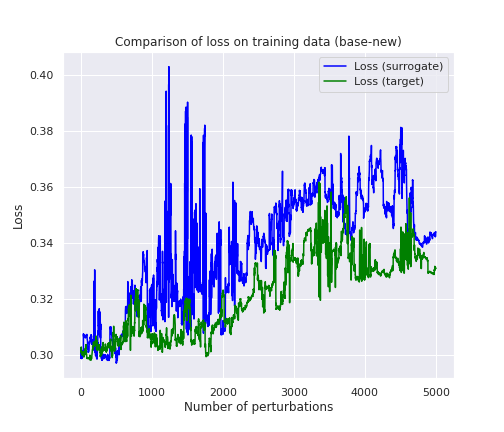 Comparison of loss on training data (base-new)
Loss (surrogate)
Loss (target)
0.40
0.38
0.36
0.34
0.32
0.30
Loss
0 1000 2000 3000 4000 5000
Number of perturbations